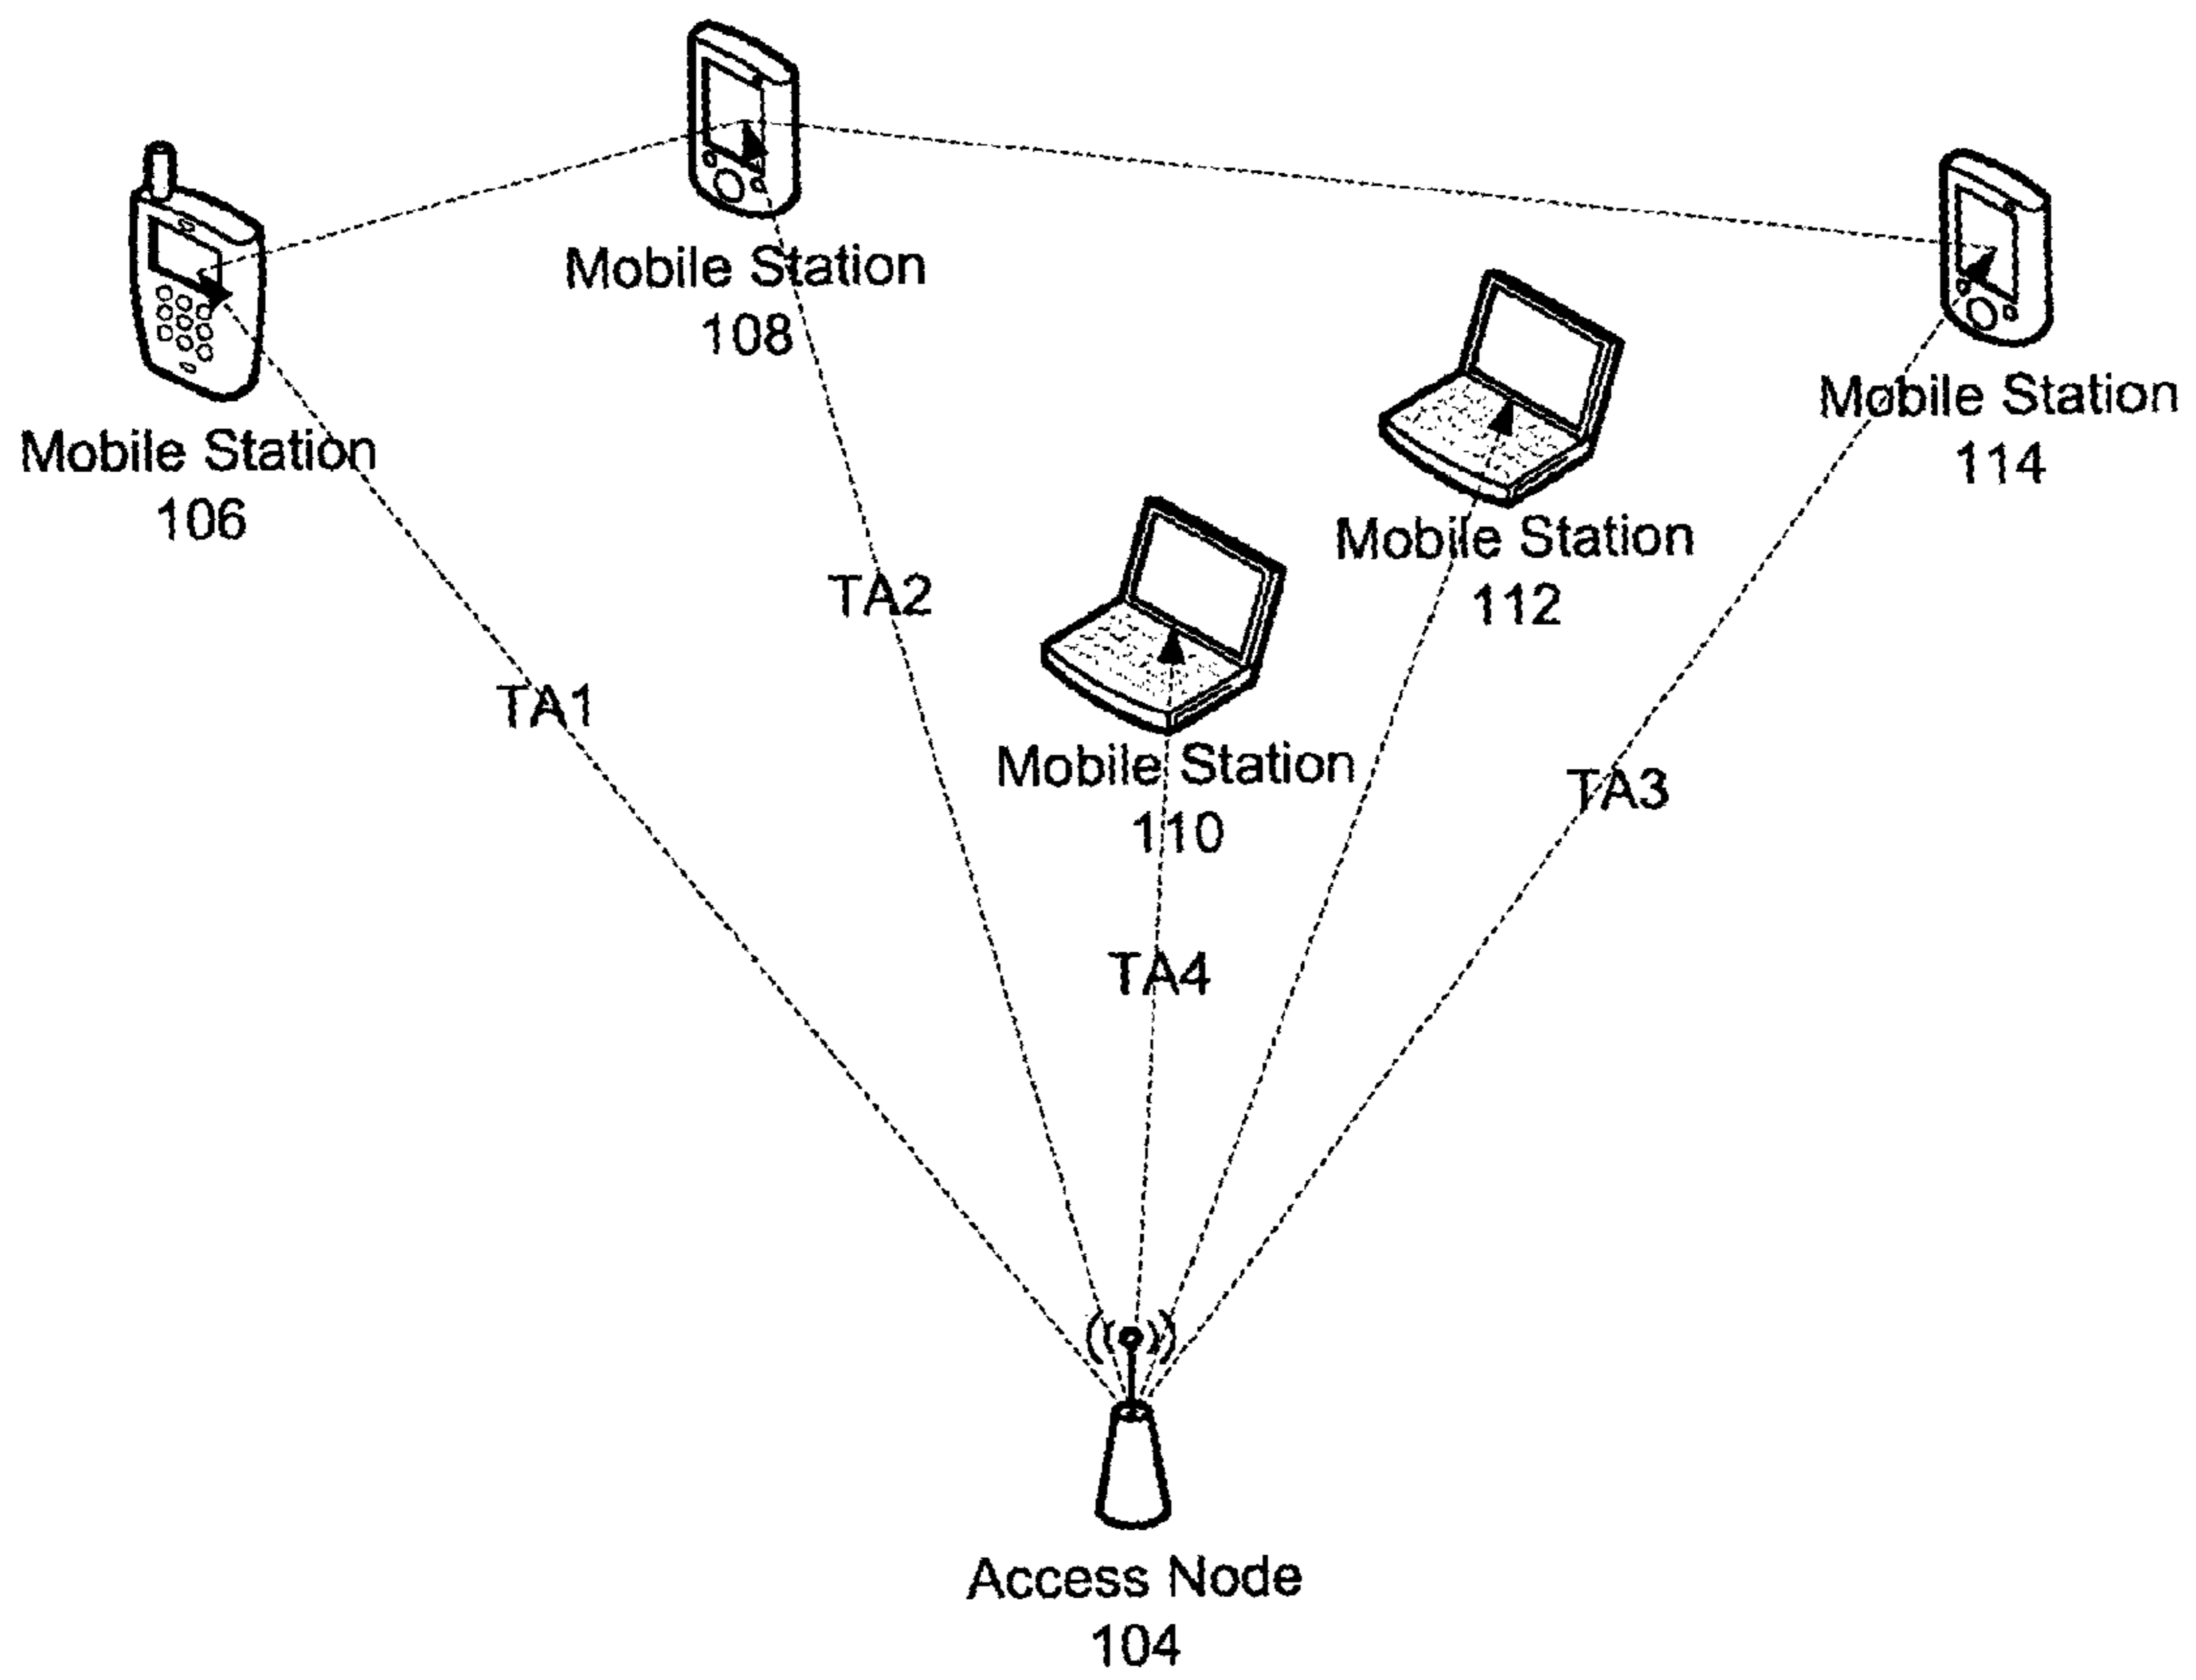 Mobile Station
108
Mobile Station
114
Mobile Station
106
Mobile Station
112
TA2
TA1
Mobile Station
110
TA3
TA4
Access Node
104